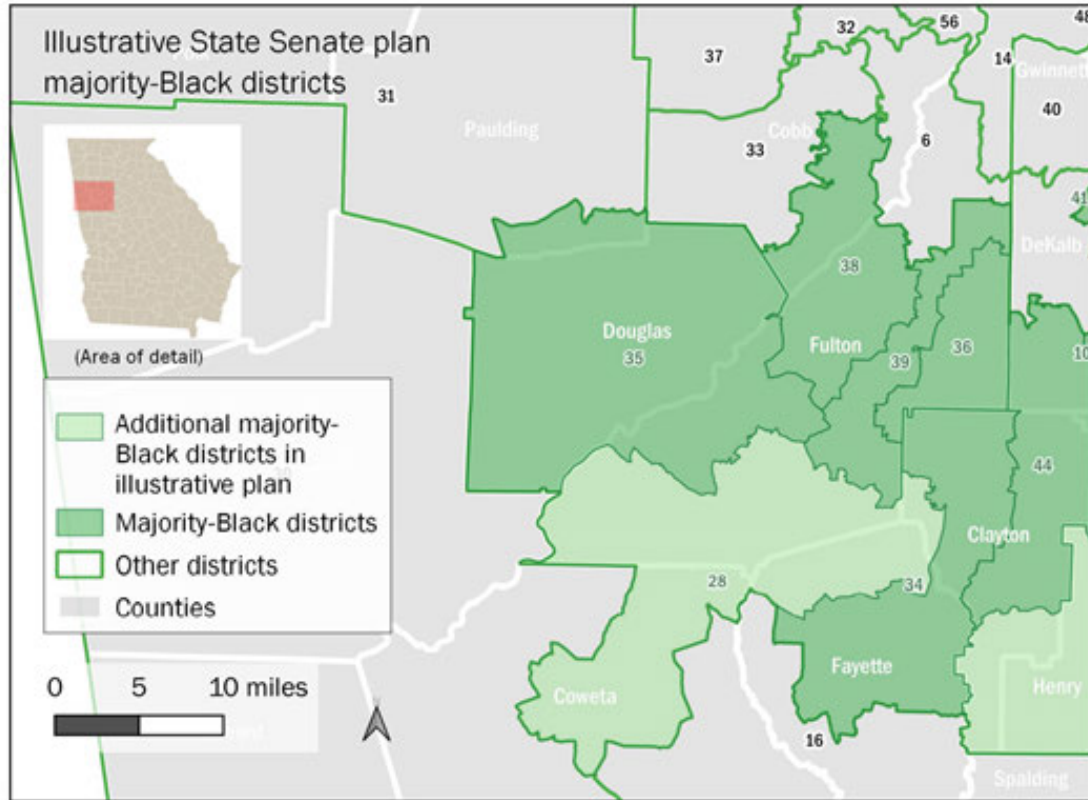 Illustrative State Senate plan
majority-Black districts
(Area of detail)
Additional majority-
Black districts in
illustrative plan
Majority-Black districts
Other districts
Counties
0 5 10 miles
32
56
48
37
14
Gwinnett
31
40
Paulding
Cobb
33
6
41
DeKalb
38
Douglas
35
Fulton
39
36
10
44
Clayton
28
34
Fayette
Coweta
Henry
16
Spalding